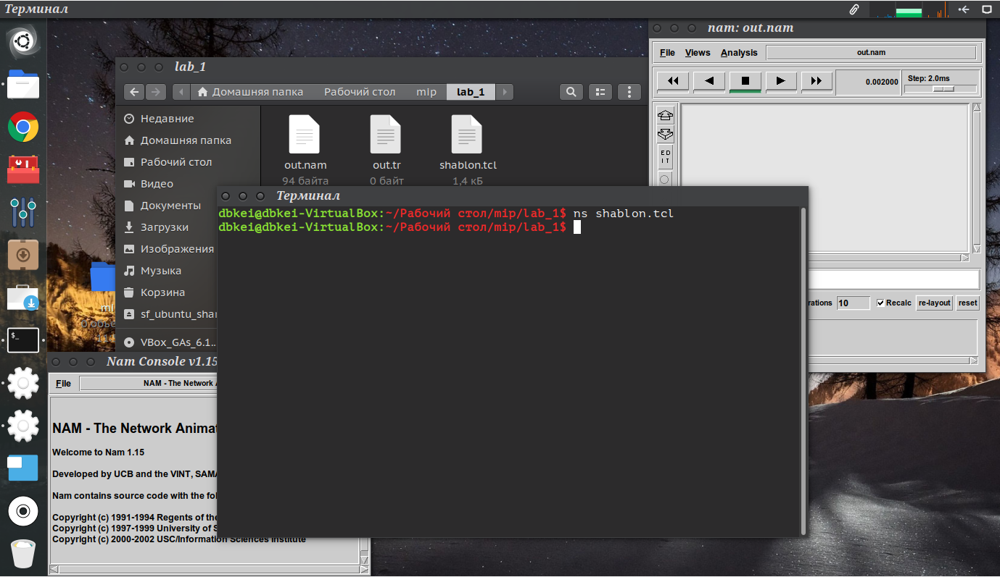 Терминал
nam: out.nam
File Views Analysis out.nam
0.002000 Step: 2.0ms
ED
IT
rations 10 Recalc re-layout reset
lab_1
Домашняя папка Рабочий стол mip lab_1
Недавние
Домашняя папка
Рабочий стол
Видео
Документы
Загрузки
Изображения
Музыка
Корзина
sf_ubuntu_shar
VBox_GAs_6.1...
out.nam
94 байта
out.tr
0 байт
shablon.tcl
1,4 кБ
Терминал
dbkei@dbkei-VirtualBox:~/Рабочий стол/mip/lab_1$ ns shablon.tcl
dbkei@dbkei-VirtualBox:~/Рабочий стол/mip/lab_1$
$_
Nam Console v1.15
File NAM - The Network A
NAM - The Network Animat
Welcome to Nam 1.15
Developed by UCB and the VINT, SAMA
Nam contains source code with the fol
Copyright (c) 1991-1994 Regents of the
Copyright (c) 1997-1999 University of S
Copyright (c) 2000-2002 USC/Information Sciences Institute